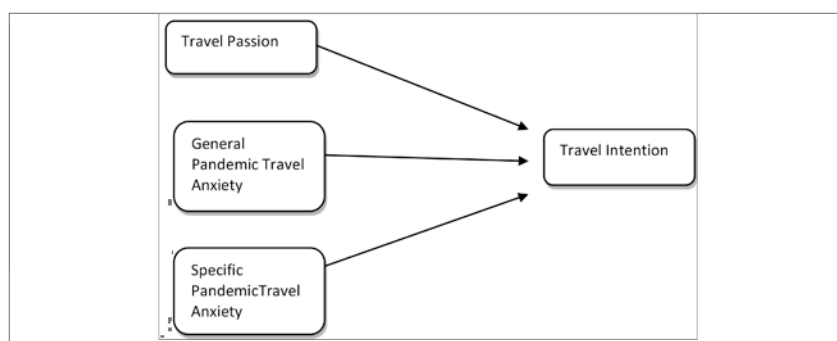 Travel Passion
General
Pandemic Travel
Anxiety
Travel Intention
Specific
PandemicTravel
Anxiety